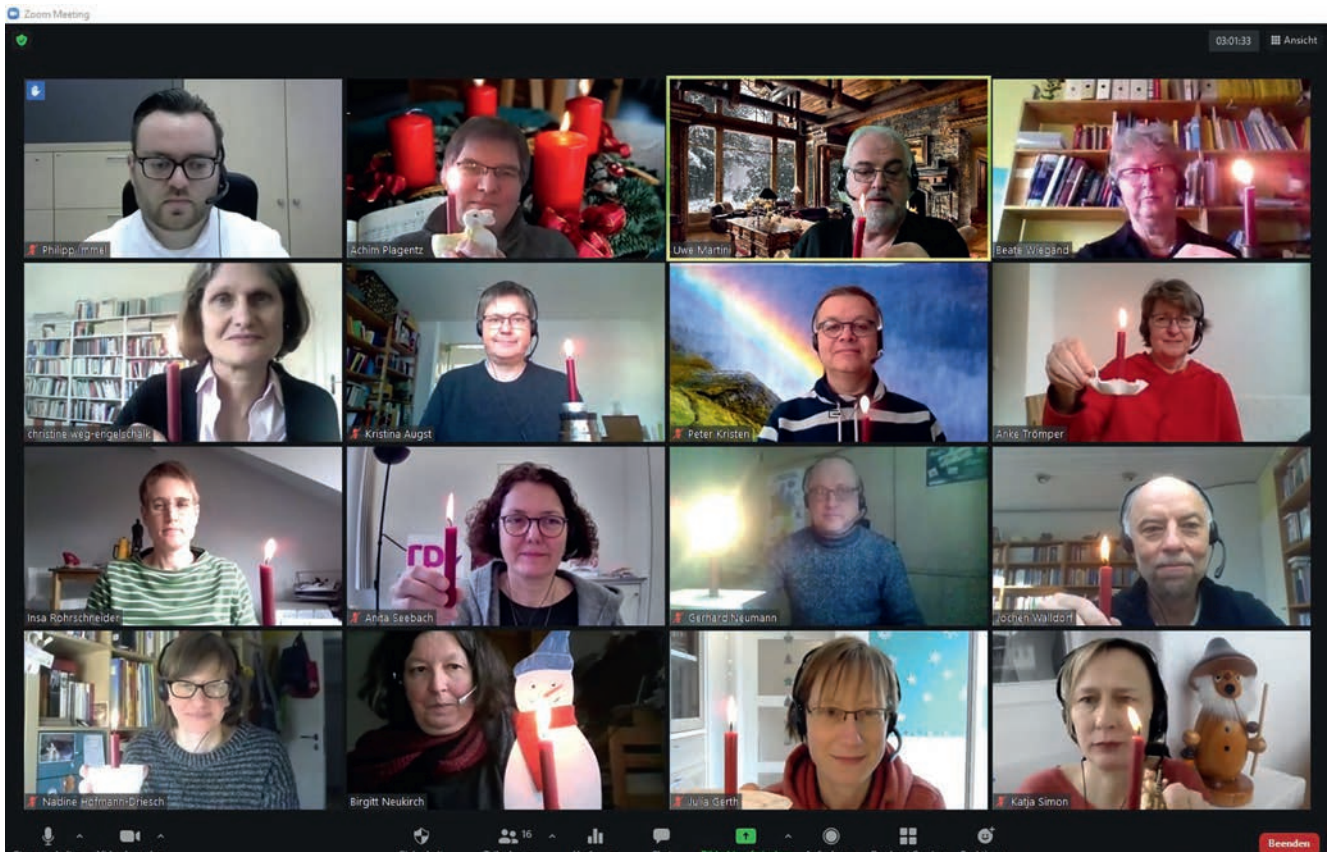 Zoom Meeting
03:01:33
Ansicht
Philipp Immel
Achim Plagentz
Uwe Martini
Beate Wiegand
christine weg-engelschalk
Kristina Augst
Peter Kristen
Anke Trömper
Insa Rohrschneider
Anita Seebach
Gerhard Neumann
Jochen Walldorf
Nadine Hofmann-Driesch
Birgitt Neukirch
Julia Gerth
Katja Simon
16
Beenden